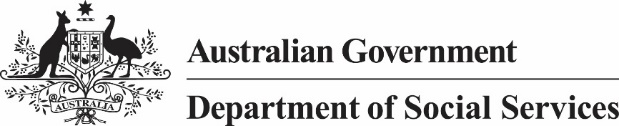 AUSTRALIA
Australian Government
Department of Social Services